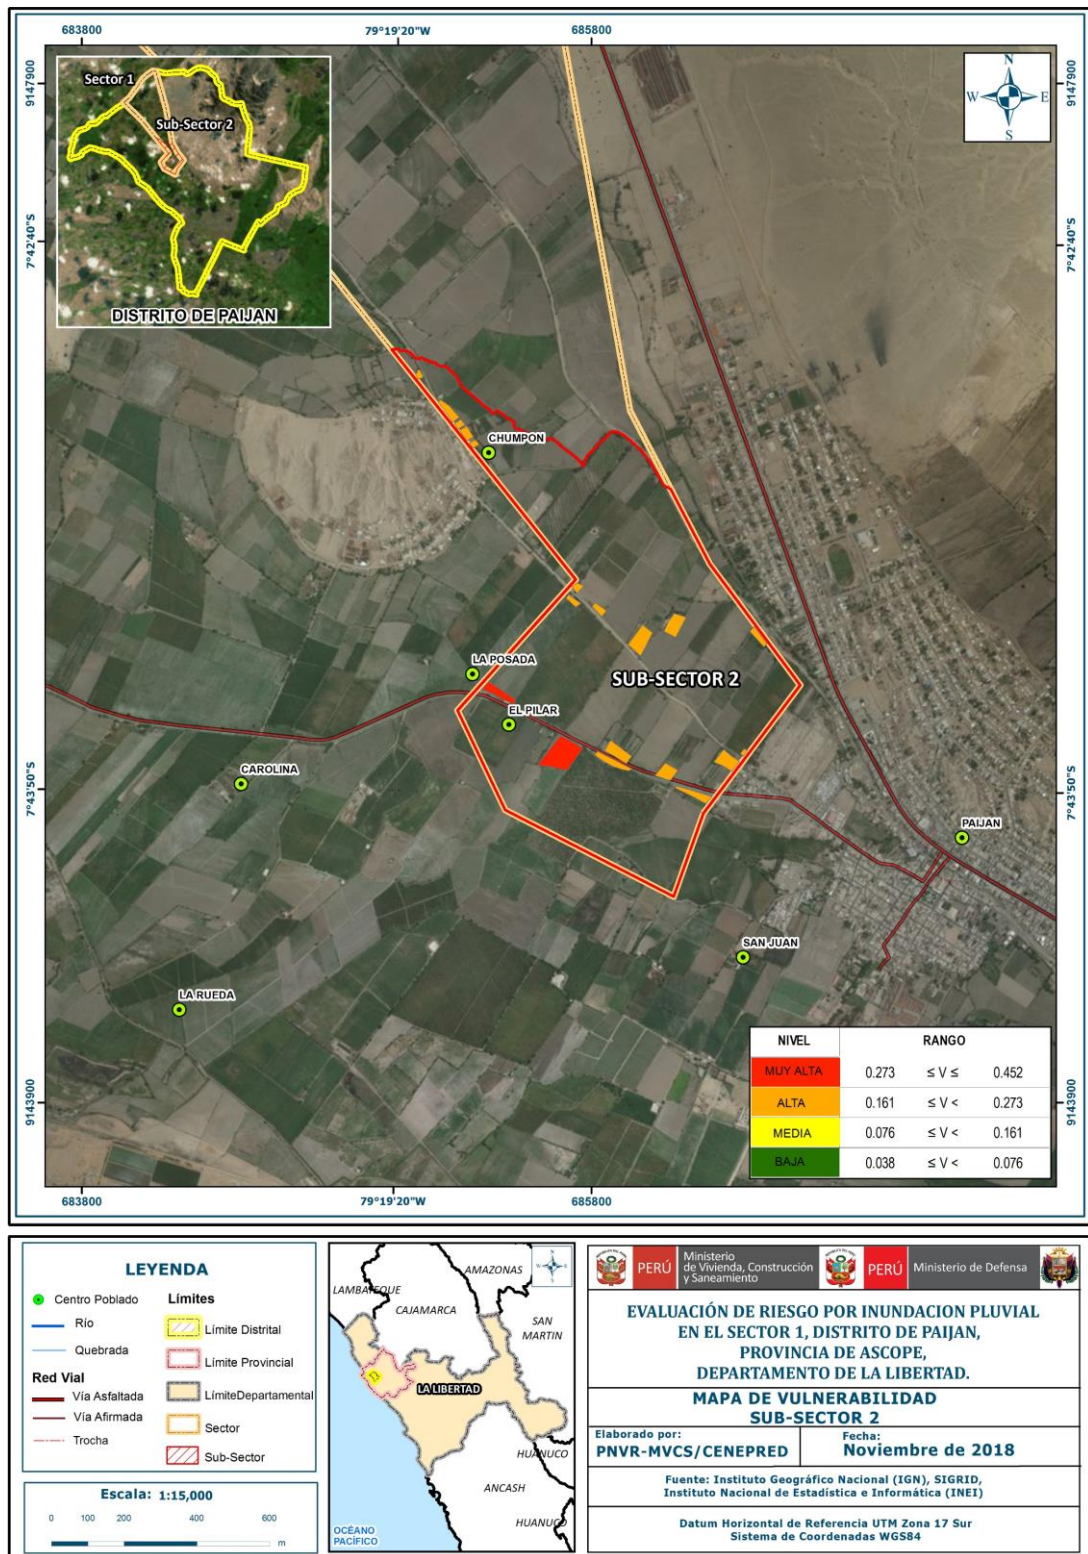 683800
79°19'20"W
685800
9147900
9147900
7°42'40"S
7°42'40"S
Sector 1
Sub-Sector 2
DISTRITO DE PAIJAN
N
W
E
S
CHUMPON
LA POSADA
SUB-SECTOR 2
EL PILAR
CAROLINA
7°43'50"S
7°43'50"S
PAIJAN
SAN JUAN
LA RUEDA
NIVEL RANGO
MUY ALTA 0.273 ≤ V ≤ 0.452
ALTA 0.161 ≤ V < 0.273
MEDIA 0.076 ≤ V < 0.161
BAJA 0.038 ≤ V < 0.076
9143900
9143900
683800
79°19'20"W
685800
LEYENDA
Centro Poblado
Río
Quebrada
Red Vial
Vía Asfaltada
Vía Afirmada
Trocha
Límites
Límite Distrital
Límite Provincial
LímiteDepartamental
Sector
Sub-Sector
Escala: 1:15,000
0 100 200 400 600
m
AMAZONAS
LAMBAYEQUE
CAJAMARCA
SAN
MARTIN
LA LIBERTAD
HUANUCO
ANCASH
HUANUCO
OCÉANO
PACÍFICO
PERÚ
Ministerio
de Vivienda, Construcción
y Saneamiento
PERÚ
Ministerio de Defensa
EVALUACIÓN DE RIESGO POR INUNDACION PLUVIAL
EN EL SECTOR 1, DISTRITO DE PAIJAN,
PROVINCIA DE ASCOPE,
DEPARTAMENTO DE LA LIBERTAD.
MAPA DE VULNERABILIDAD
SUB-SECTOR 2
Elaborado por:
PNVR-MVCS/CENEPRED
Fecha:
Noviembre de 2018
Fuente: Instituto Geográfico Nacional (IGN), SIGRID,
Instituto Nacional de Estadística e Informática (INEI)
Datum Horizontal de Referencia UTM Zona 17 Sur
Sistema de Coordenadas WGS84